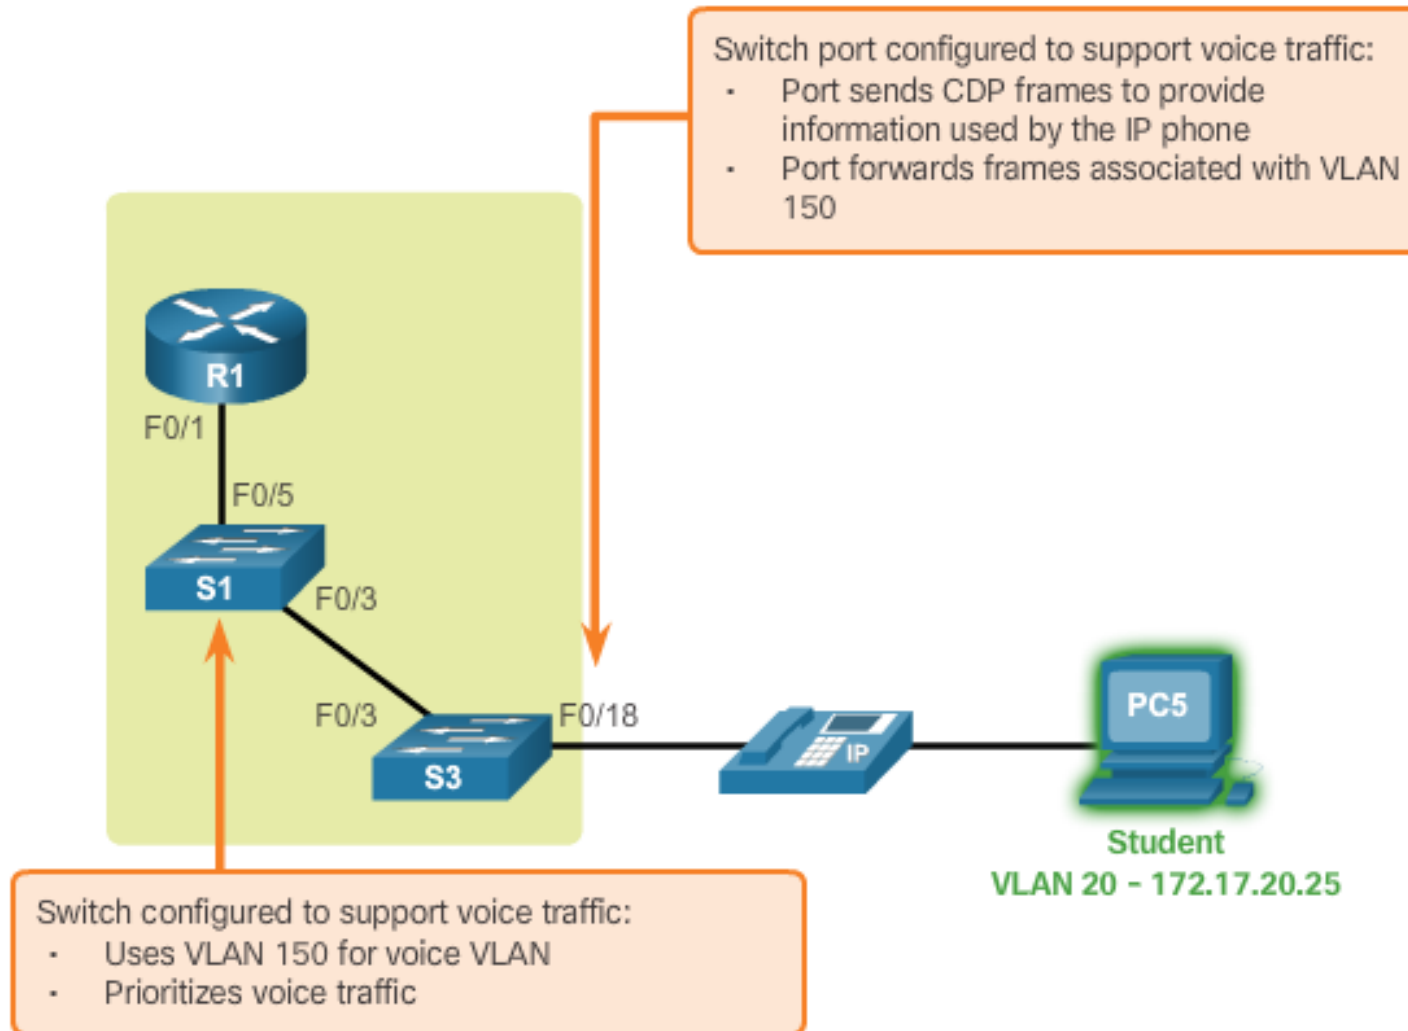 Switch port configured to support voice traffic:
· Port sends CDP frames to provide
information used by the IP phone
· Port forwards frames associated with VLAN
150
R1
F0/1
F0/5
S1
F0/3
F0/3
F0/18
S3
IP
PC5
Student
VLAN 20 - 172.17.20.25
Switch configured to support voice traffic:
· Uses VLAN 150 for voice VLAN
· Prioritizes voice traffic